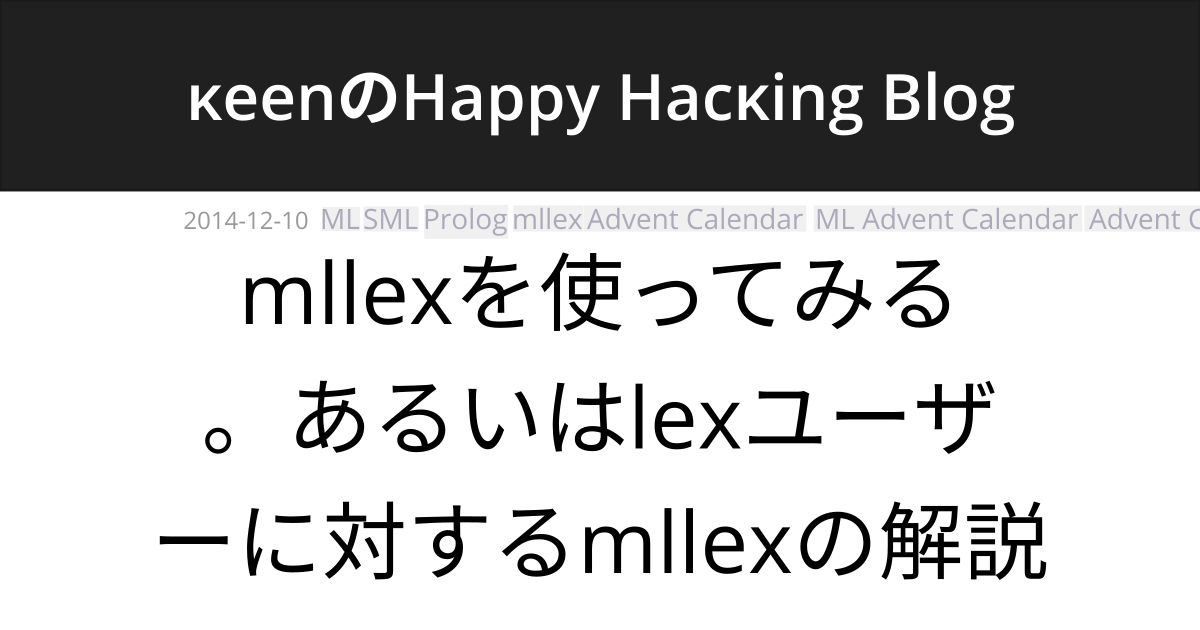 κeenのHappy Hacκing Blog
2014-12-10 ML SML Prolog mllex Advent Calendar ML Advent Calendar Advent C
mllexを使ってみる
。あるいはlexユーザ
ーに対するmllexの解説